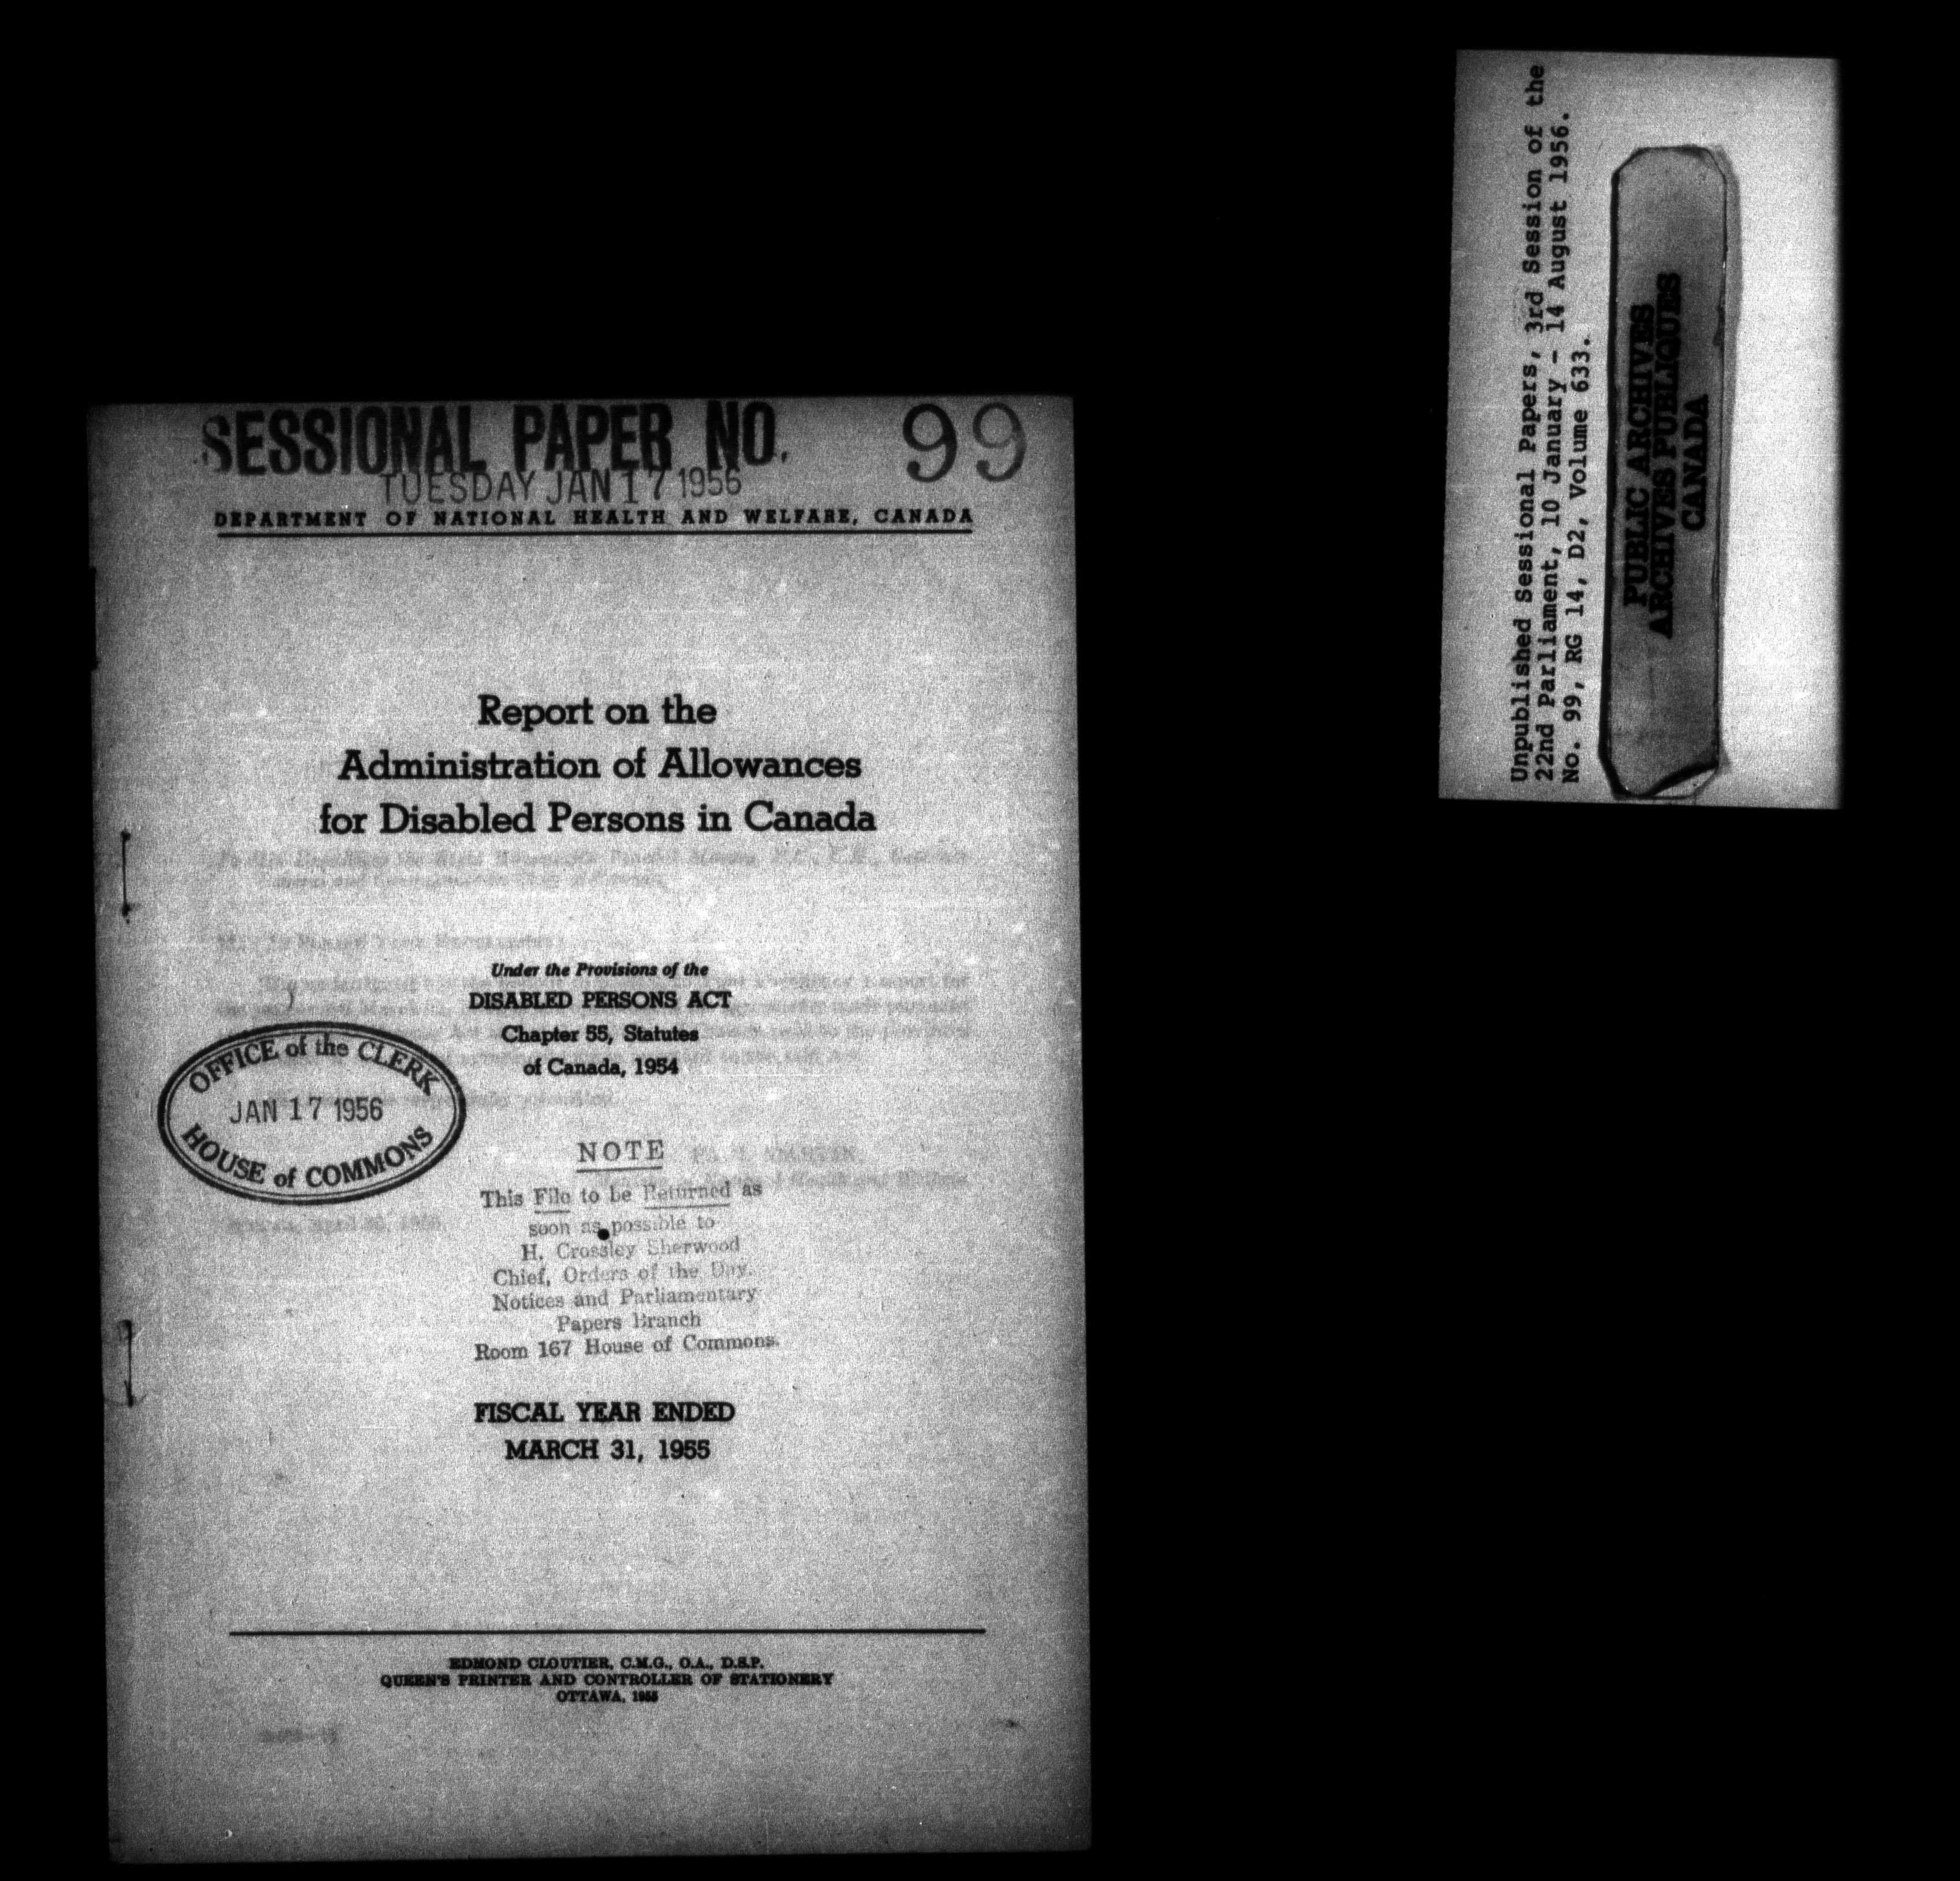 SESSIONAL PAPER NO. 99
TUESDAY JAN 17 1956
DEPARTMENT OF NATIONAL HEALTH AND WELFARE, CANADA
Report on the
Administration of Allowances
for Disabled Persons in Canada
Under the Provisions of the
DISABLED PERSONS ACT
Chapter 55, Statutes
of Canada, 1954
OFFICE of the CLERK
JAN 17 1956
HOUSE of COMMONS
NOTE
This File to be Returned as
soon as possible to
H. Crossley Sherwood
Chief, Orders of the Day.
Notices and Parliamentary
Papers Branch
Room 167 House of Commons.
FISCAL YEAR ENDED
MARCH 31, 1955
EDMOND CLOUTIER, C.M.G., O.A., D.S.P.
QUEEN'S PRINTER AND CONTROLLER OF STATIONERY
OTTAWA, 1955
Unpublished Sessional Papers, 3rd Session of the
22nd Parliament, 10 January - 14 August 1956.
No. 99, RG 14, D2, Volume 633.
PUBLIC ARCHIVES
ARCHIVES PUBLIQUES
CANADA